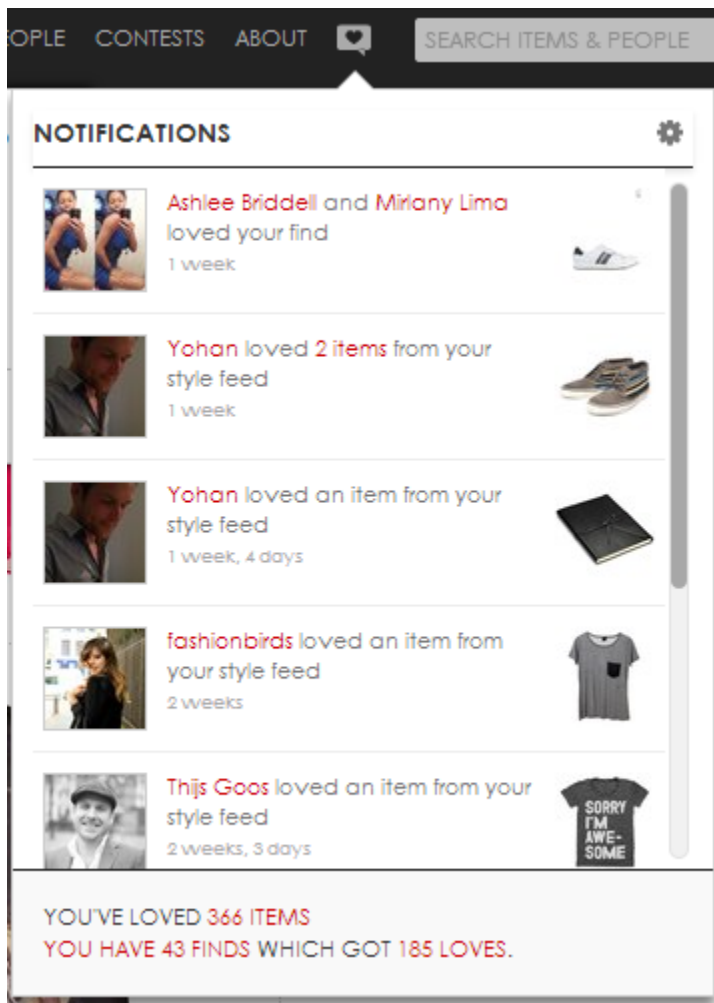 EOPLE CONTESTS ABOUT SEARCH ITEMS & PEOPLE
NOTIFICATIONS
Ashlee Briddell and Mirlany Lima
loved your find
1 week
Yohan loved 2 items from your
style feed
1 week
Yohan loved an item from your
style feed
1 week, 4 days
fashionbirds loved an item from
your style feed
2 weeks
Thijs Goos loved an item from your
style feed
2 weeks, 3 days
SORRY
I'M
AWE-
SOME
YOU'VE LOVED 366 ITEMS
YOU HAVE 43 FINDS WHICH GOT 185 LOVES.